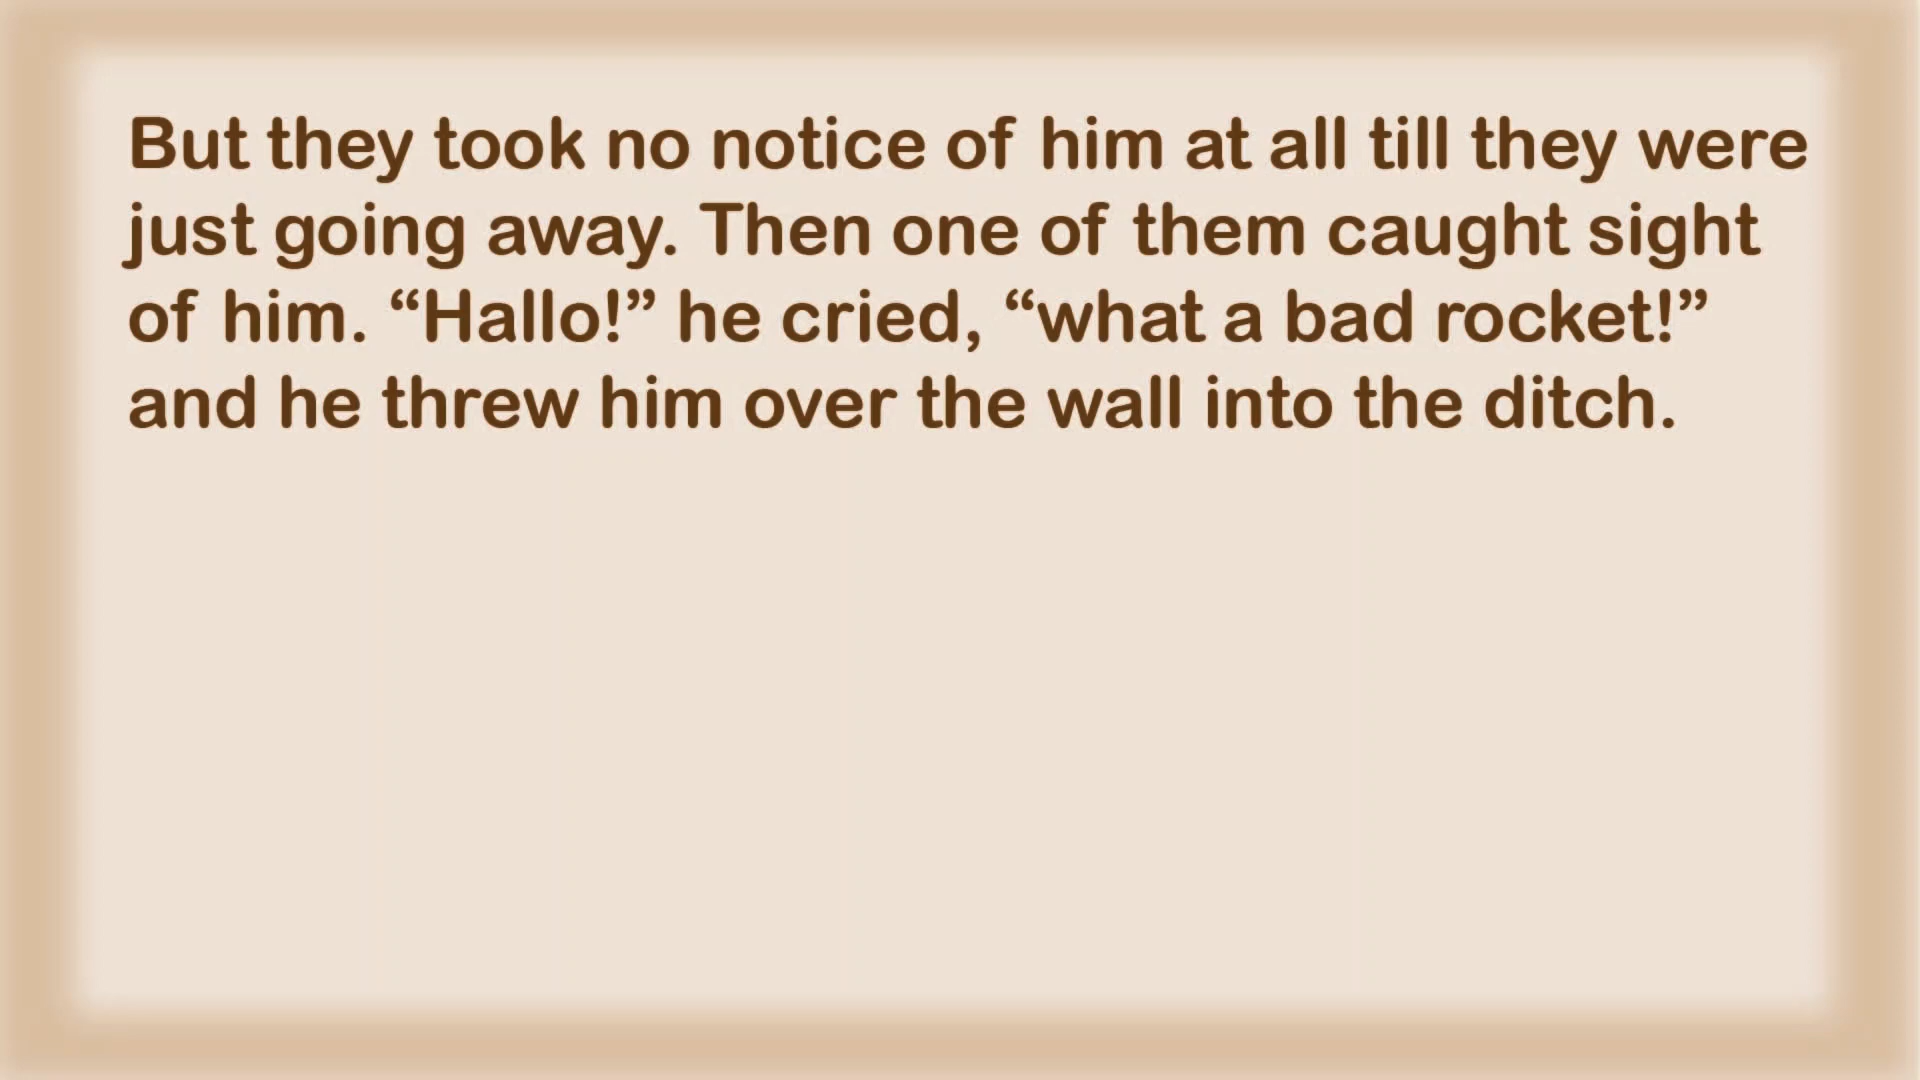 But they took no notice of him at all till they were
just going away. Then one of them caught sight
of him. “Hallo!” he cried, “what a bad rocket!”
and he threw him over the wall into the ditch.